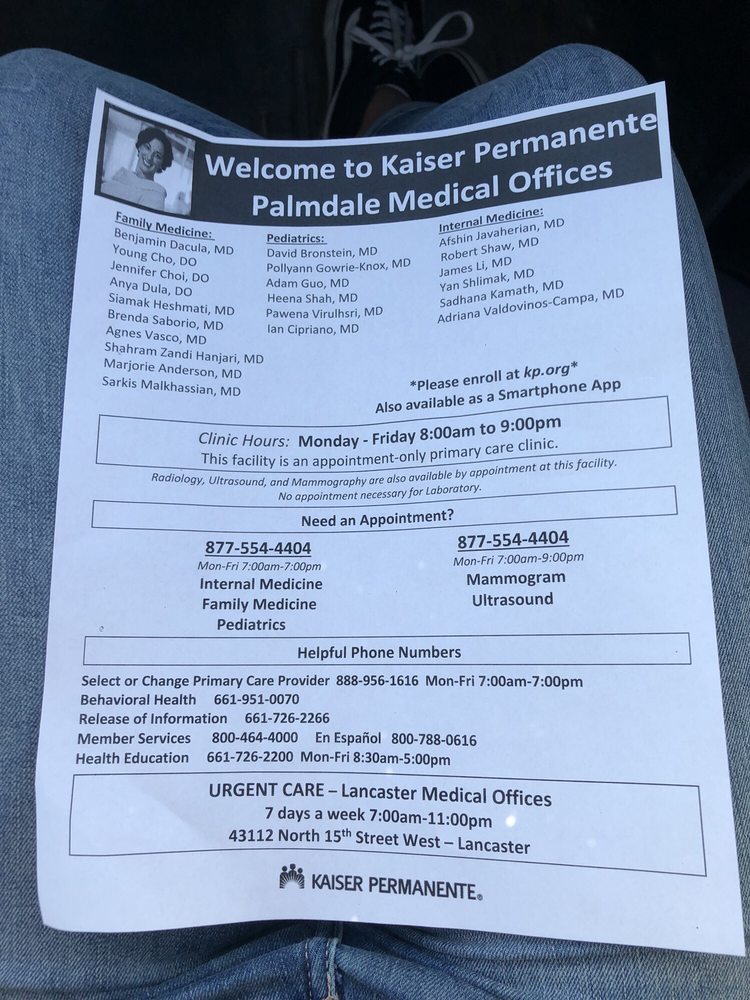 Welcome to Kaiser Permanente
Palmdale Medical Offices
Family Medicine:
Benjamin Dacula, MD
Young Cho, DO
Jennifer Choi, DO
Anya Dula, DO
Siamak Heshmati, MD
Brenda Saborio, MD
Agnes Vasco, MD
Shahram Zandi Hanjari, MD
Marjorie Anderson, MD
Sarkis Malkhassian, MD
Pediatrics:
David Bronstein, MD
Pollyann Gowrie-Knox, MD
Adam Guo, MD
Heena Shah, MD
Pawena Virulhsri, MD
Ian Cipriano, MD
Internal Medicine:
Afshin Javaherian, MD
Robert Shaw, MD
James Li, MD
Yan Shlimak, MD
Sadhana Kamath, MD
Adriana Valdovinos-Campa, MD
*Please enroll at kp.org*
Also available as a Smartphone App
Clinic Hours: Monday - Friday 8:00am to 9:00pm
This facility is an appointment-only primary care clinic.
Radiology, Ultrasound, and Mammography are also available by appointment at this facility.
No appointment necessary for Laboratory.
Need an Appointment?
877-554-4404
Mon-Fri 7:00am-7:00pm
Internal Medicine
Family Medicine
Pediatrics
877-554-4404
Mon-Fri 7:00am-9:00pm
Mammogram
Ultrasound
Helpful Phone Numbers
Select or Change Primary Care Provider 888-956-1616 Mon-Fri 7:00am-7:00pm
Behavioral Health 661-951-0070
Release of Information 661-726-2266
Member Services 800-464-4000 En Español 800-788-0616
Health Education 661-726-2200 Mon-Fri 8:30am-5:00pm
URGENT CARE – Lancaster Medical Offices
7 days a week 7:00am-11:00pm
43112 North 15th Street West – Lancaster
KAISER PERMANENTE®